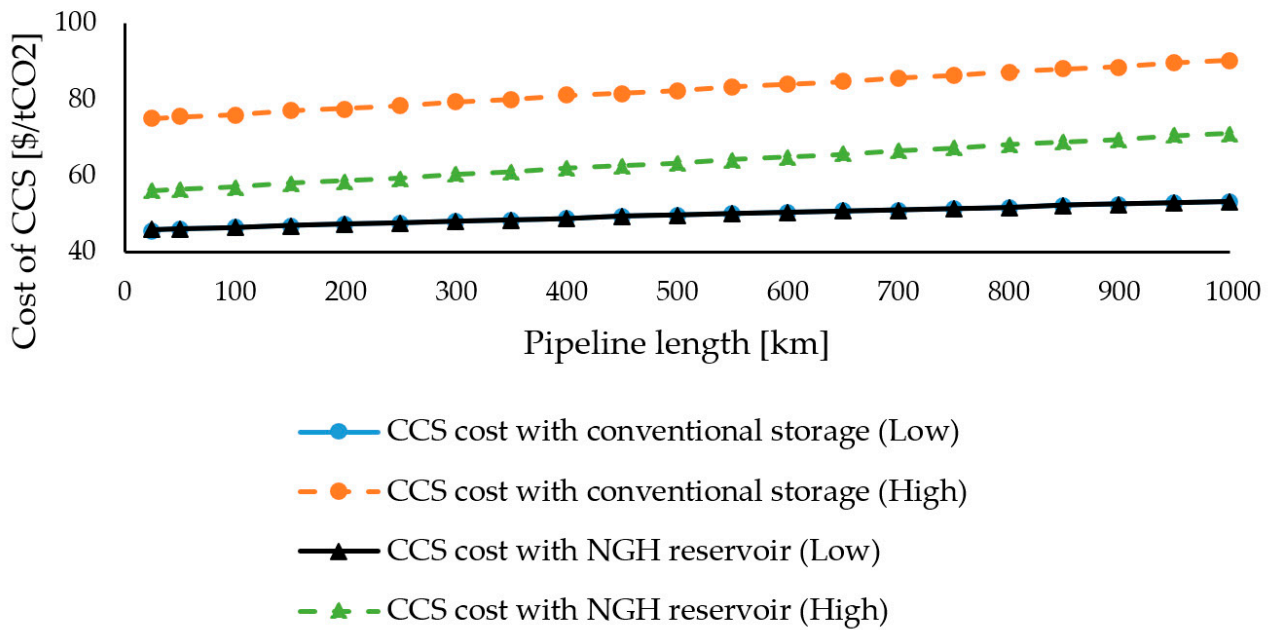 Cost of CCS [$/tCO2]
100
80
60
40
0 100 200 300 400 500 600 700 800 900 1000
Pipeline length [km]
CCS cost with conventional storage (Low)
CCS cost with conventional storage (High)
CCS cost with NGH reservoir (Low)
CCS cost with NGH reservoir (High)